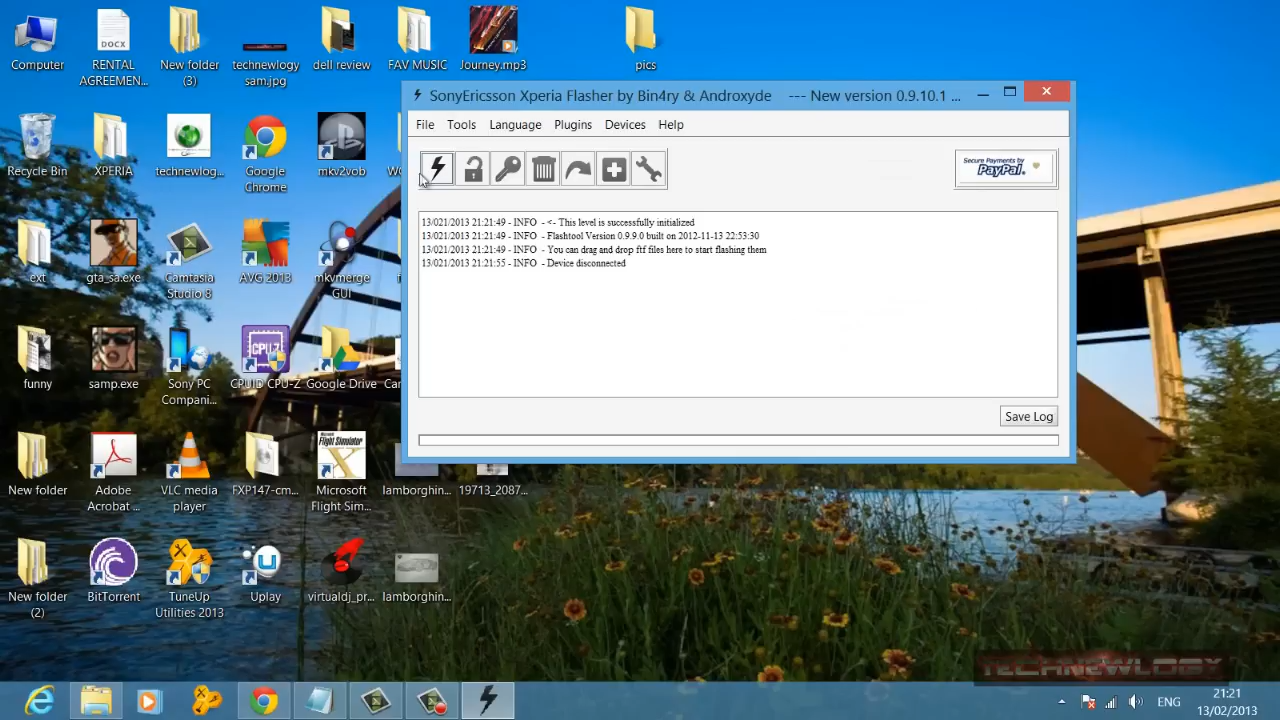 Computer
RENTAL
AGREEMEN...
New folder
(3)
technewlogy
sam.jpg
dell review
FAV MUSIC
Journey.mp3
pics
SonyEricsson Xperia Flasher by Bin4ry & Androxyde --- New version 0.9.10.1 ...
File Tools Language Plugins Devices Help
Secure Payments by
PayPal.
13/021/2013 21:21:49 - INFO - <- This level is successfully initialized
13/021/2013 21:21:49 - INFO - Flashtool Version 0.9.9.0 built on 2012-11-13 22:53:30
13/021/2013 21:21:49 - INFO - You can drag and drop ftf files here to start flashing them
13/021/2013 21:21:55 - INFO - Device disconnected
Save Log
Recycle Bin
XPERIA
technewlog...
Google
Chrome
mkv2vob
.ext
gta_sa.exe
Camtasia
Studio 8
AVG 2013
mkvmerge
GUI
funny
samp.exe
Sony PC
Compani...
CPUID CPU-Z
Google Drive
New folder
Adobe
Acrobat ...
VLC media
player
FXP147-cm...
Microsoft
Flight Sim...
lamborghin...
19713_2087...
New folder
(2)
BitTorrent
TuneUp
Utilities 2013
Uplay
virtualdj_pr...
lamborghin...
TECHNEWLOGY
ENG
21:21
13/02/2013